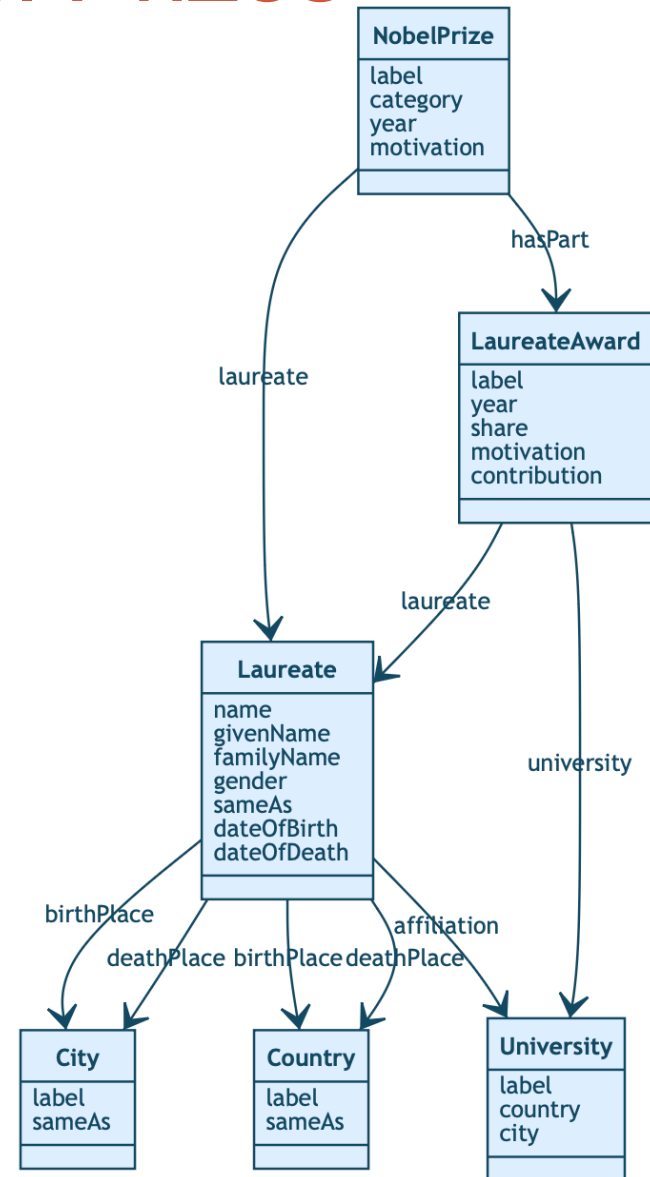 NobelPrize
label
category
year
motivation
hasPart
LaureateAward
label
year
share
motivation
contribution
laureate
laureate
Laureate
name
givenName
familyName
gender
sameAs
dateOfBirth
dateOfDeath
university
birthPlace
affiliation
deathPlace birthPlace deathPlace
City
label
sameAs
Country
label
sameAs
University
label
country
city